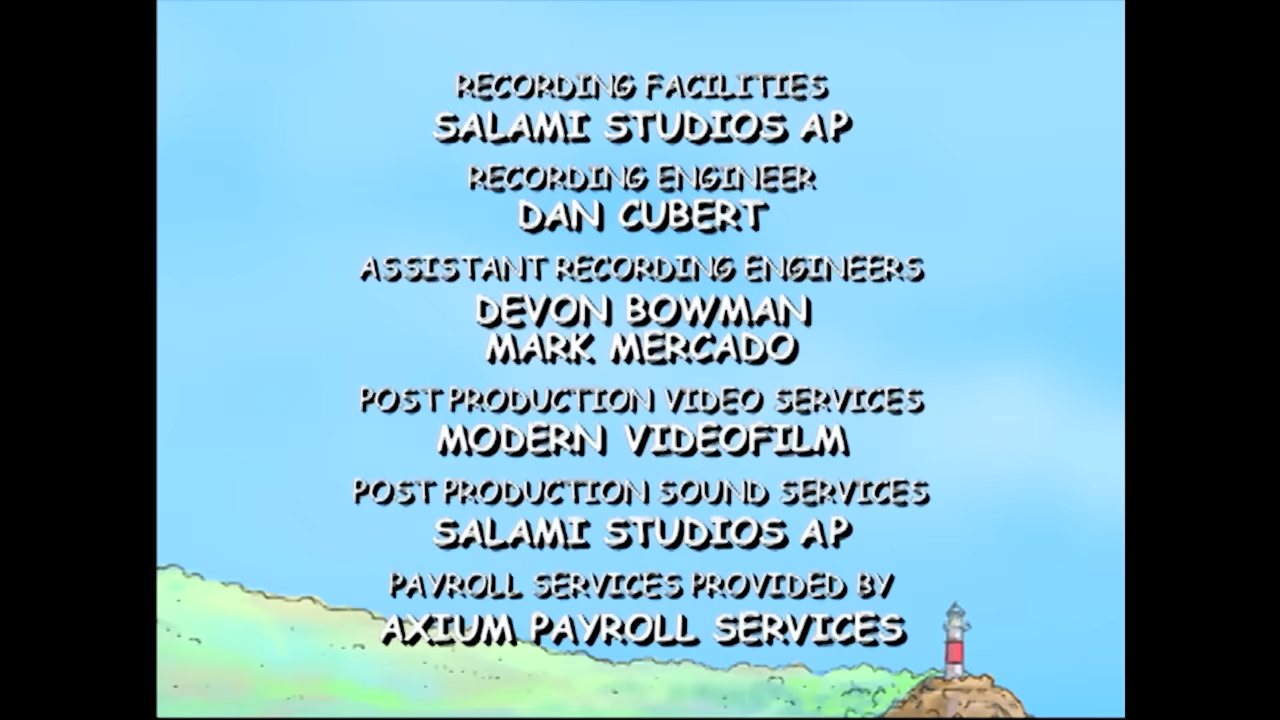 RECORDING FACILITIES
SALAMI STUDIOS AP
RECORDING ENGINEER
DAN CUBERT
ASSISTANT RECORDING ENGINEERS
DEVON BOWMAN
MARK MERCADO
POST PRODUCTION VIDEO SERVICES
MODERN VIDEOFILM
POST PRODUCTION SOUND SERVICES
SALAMI STUDIOS AP
PAYROLL SERVICES PROVIDED BY
AXIUM PAYROLL SERVICES